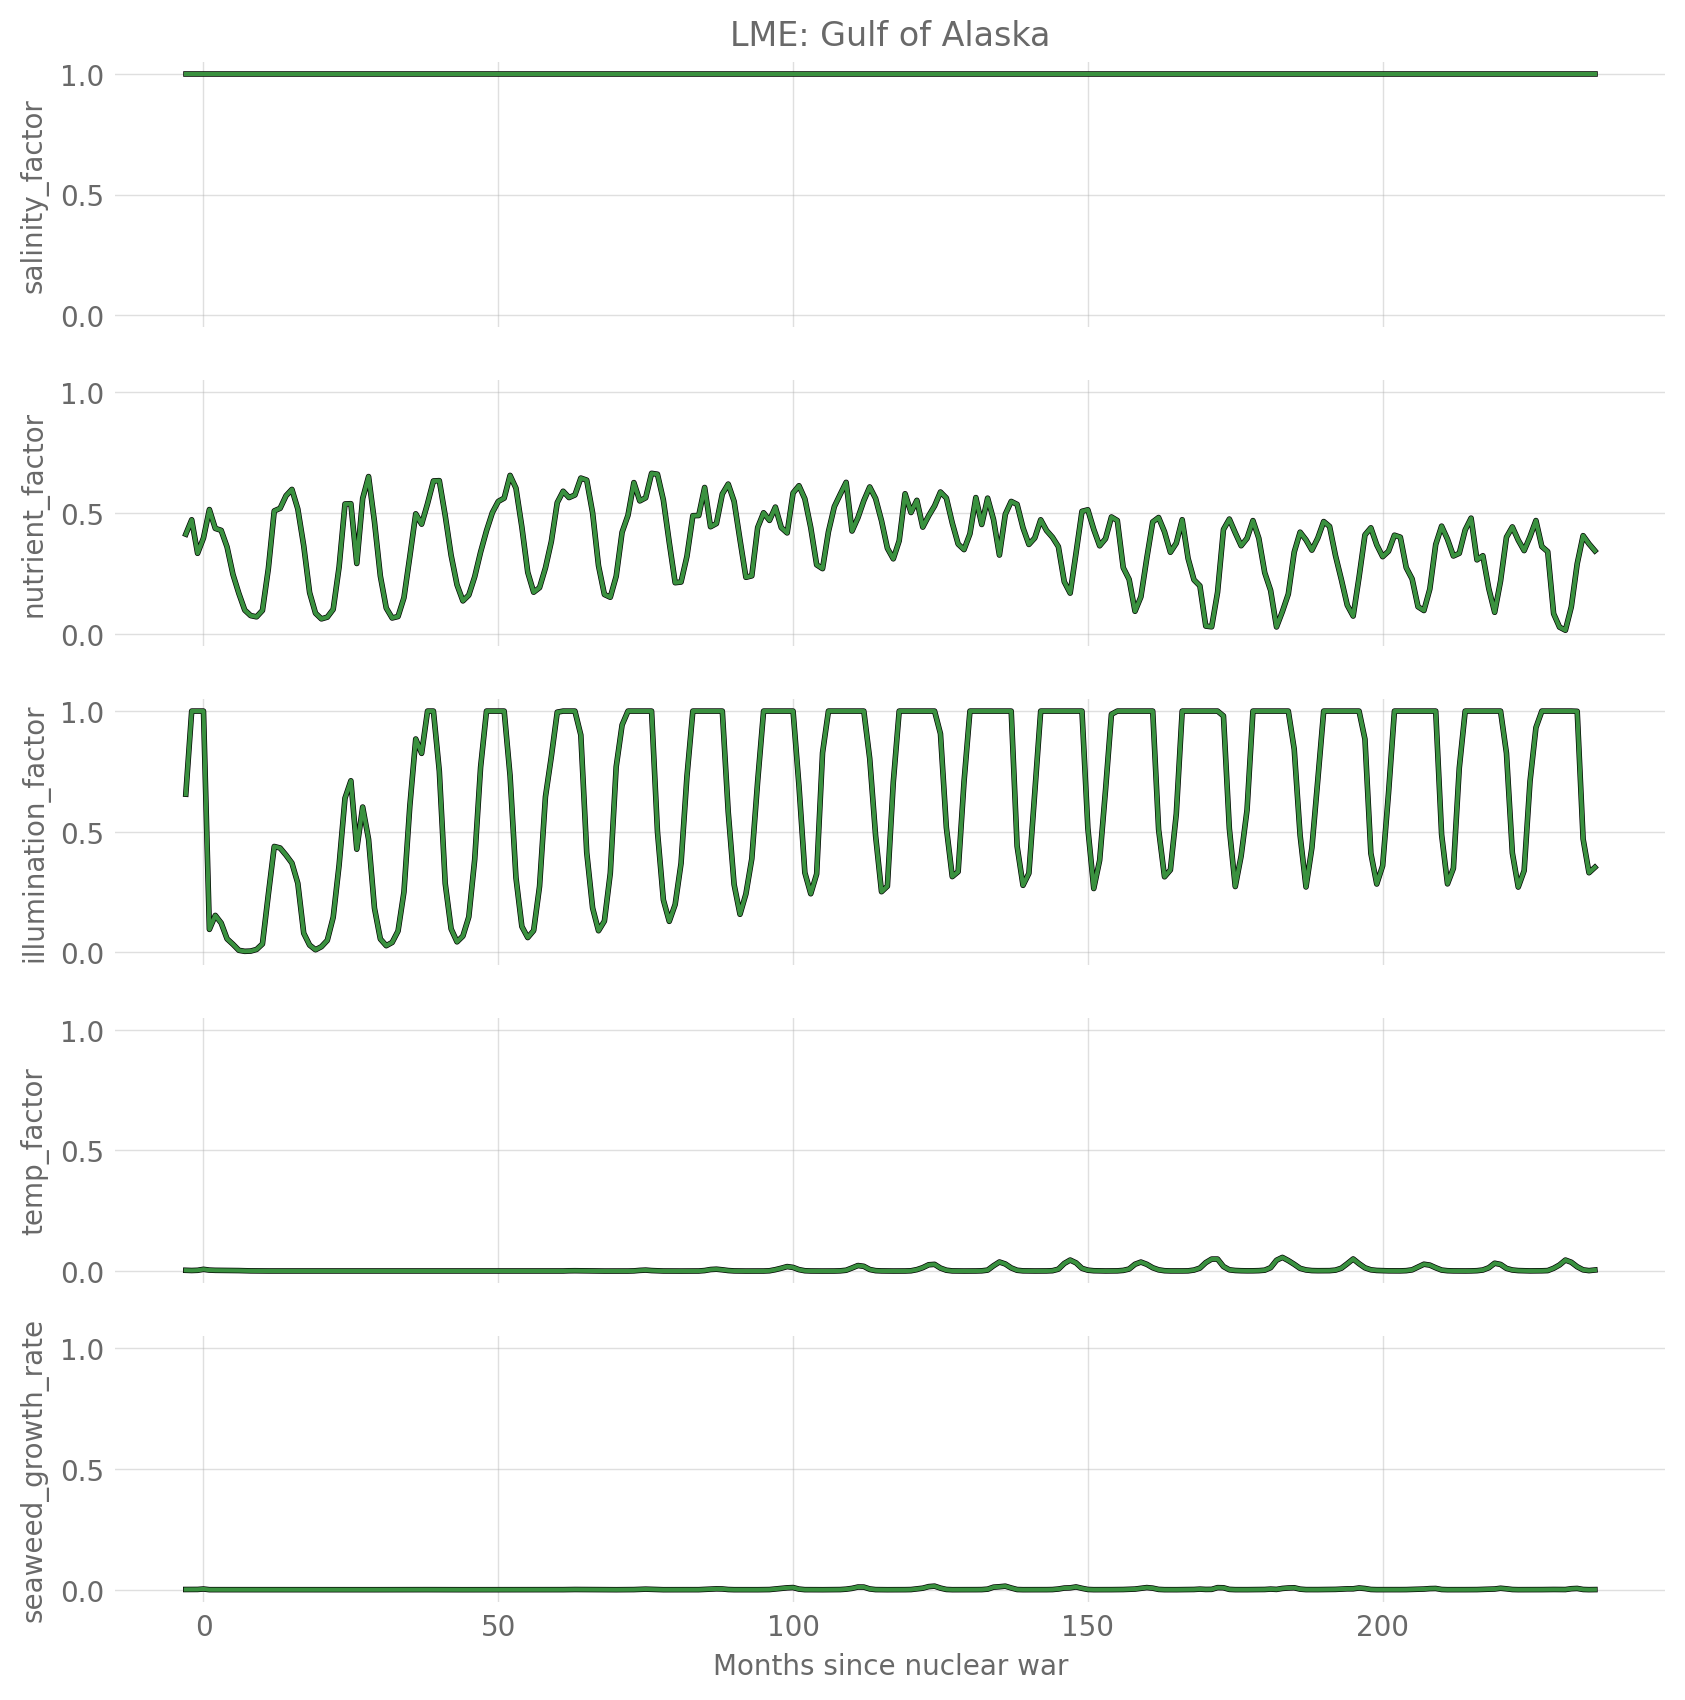 LME: Gulf of Alaska
1.0
0.5
0.0
salinity_factor
1.0
0.5
0.0
nutrient_factor
1.0
0.5
0.0
illumination_factor
1.0
0.5
0.0
temp_factor
1.0
0.5
0.0
seaweed_growth_rate
0 50 100 150 200
Months since nuclear war